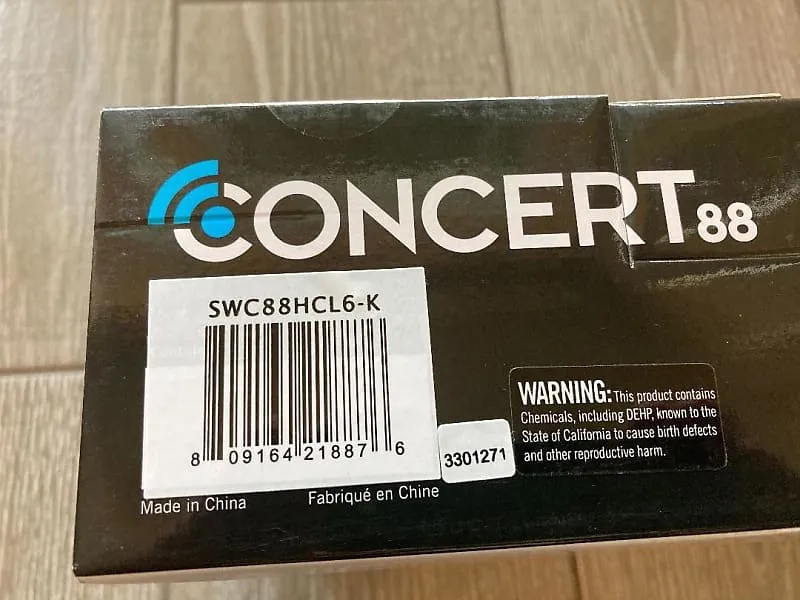 CONCERT88
SWC88HCL6-K
8 09164 21887 6
3301271
WARNING: This product contains
Chemicals, including DEHP, known to the
State of California to cause birth defects
and other reproductive harm.
Made in China
Fabriqué en Chine